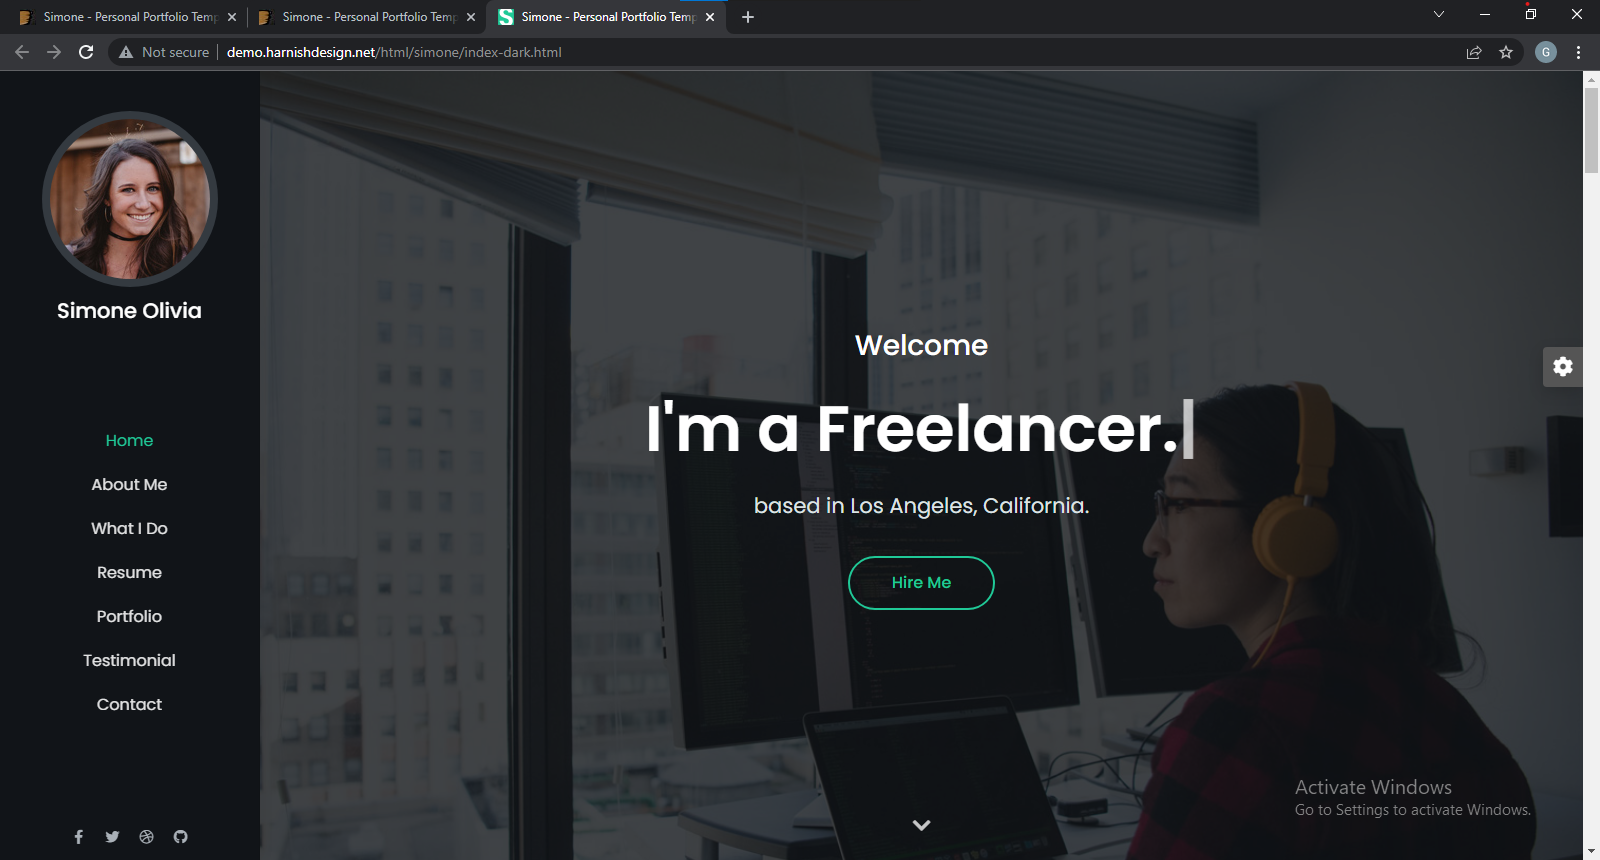 Simone - Personal Portfolio Temp
Simone - Personal Portfolio Temp
Simone - Personal Portfolio Temp
Not secure
demo.harnishdesign.net/html/simone/index-dark.html
G
Simone Olivia
Home
About Me
What I Do
Resume
Portfolio
Testimonial
Contact
Welcome
I'm a Freelancer.
based in Los Angeles, California.
Hire Me
Activate Windows
Go to Settings to activate Windows.